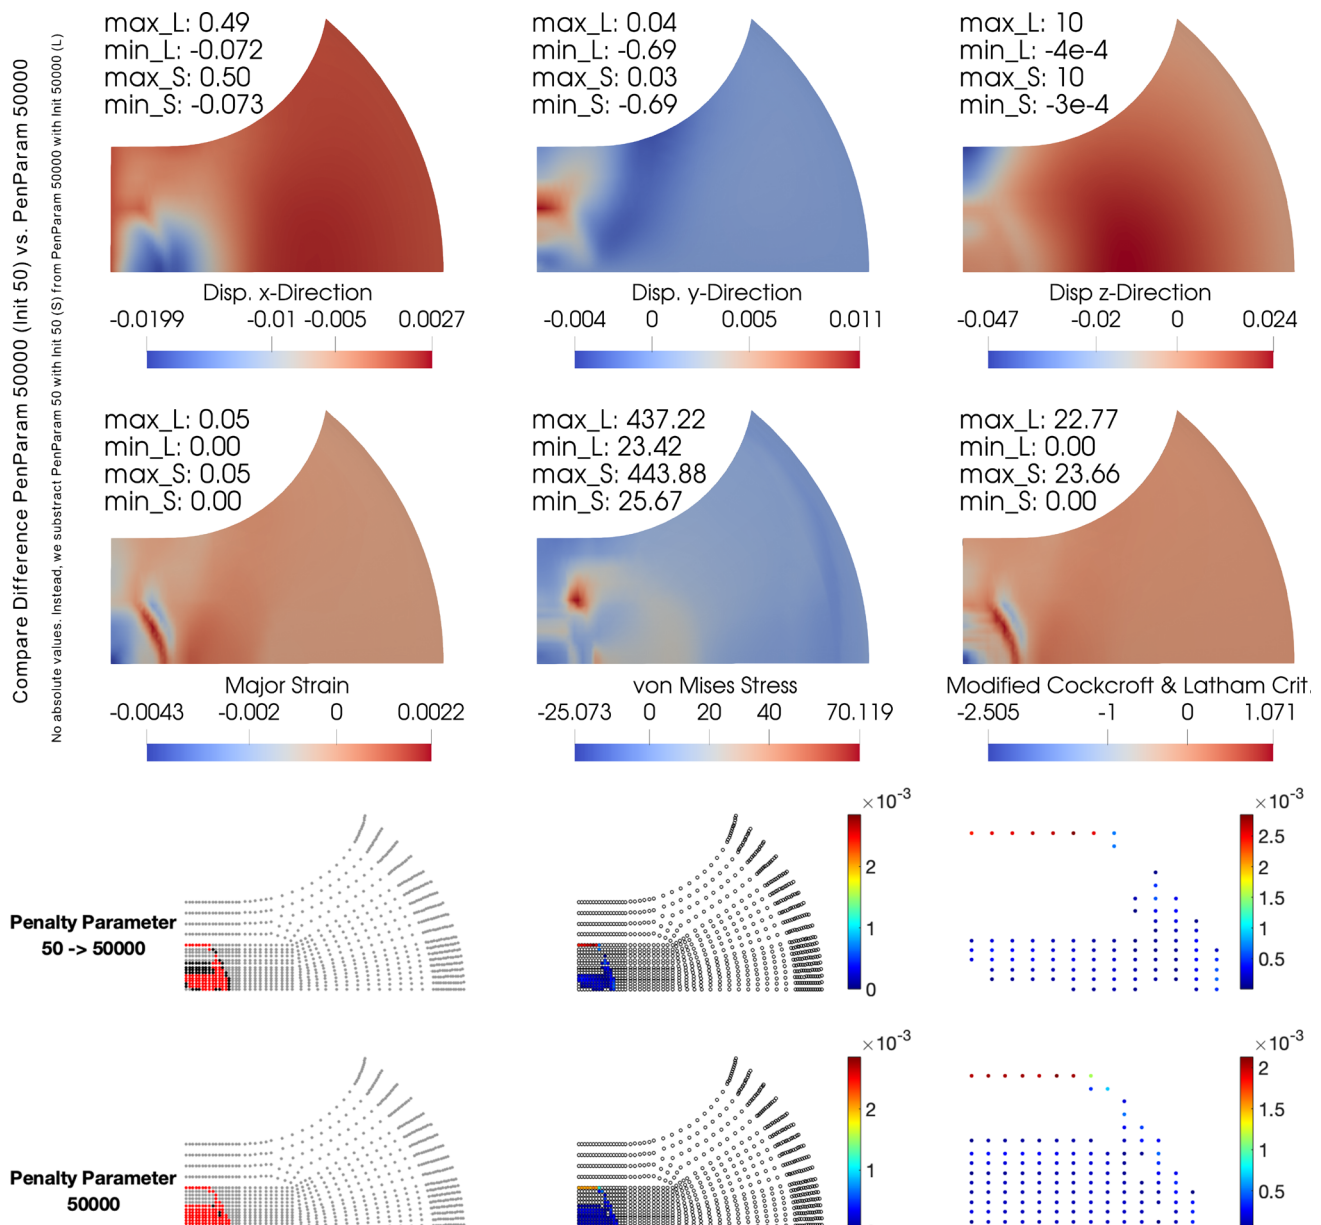 Compare Difference PenParam 50000 (Init 50) vs. PenParam 50000
No absolute values. Instead, we substract PenParam 50 with Init 50 (S) from PenParam 50000 with Init 50000 (L)
max_L: 0.49
min_L: -0.072
max_S: 0.50
min_S: -0.073
Disp. x-Direction
-0.0199 -0.01 -0.005 0.0027
max_L: 0.04
min_L: -0.69
max_S: 0.03
min_S: -0.69
Disp. y-Direction
-0.004 0 0.005 0.011
max_L: 10
min_L: -4e-4
max_S: 10
min_S: -3e-4
Disp z-Direction
-0.047 -0.02 0 0.024
max_L: 0.05
min_L: 0.00
max_S: 0.05
min_S: 0.00
Major Strain
-0.0043 -0.002 0 0.0022
max_L: 437.22
min_L: 23.42
max_S: 443.88
min_S: 25.67
von Mises Stress
-25.073 0 20 40 70.119
max_L: 22.77
min_L: 0.00
max_S: 23.66
min_S: 0.00
Modified Cockcroft & Latham Crit.
-2.505 -1 0 1.071
Penalty Parameter
50 -> 50000
×10-3
2
1
0
×10-3
2.5
2
1.5
1
0.5
Penalty Parameter
50000
×10-3
2
1
×10-3
2
1.5
1
0.5